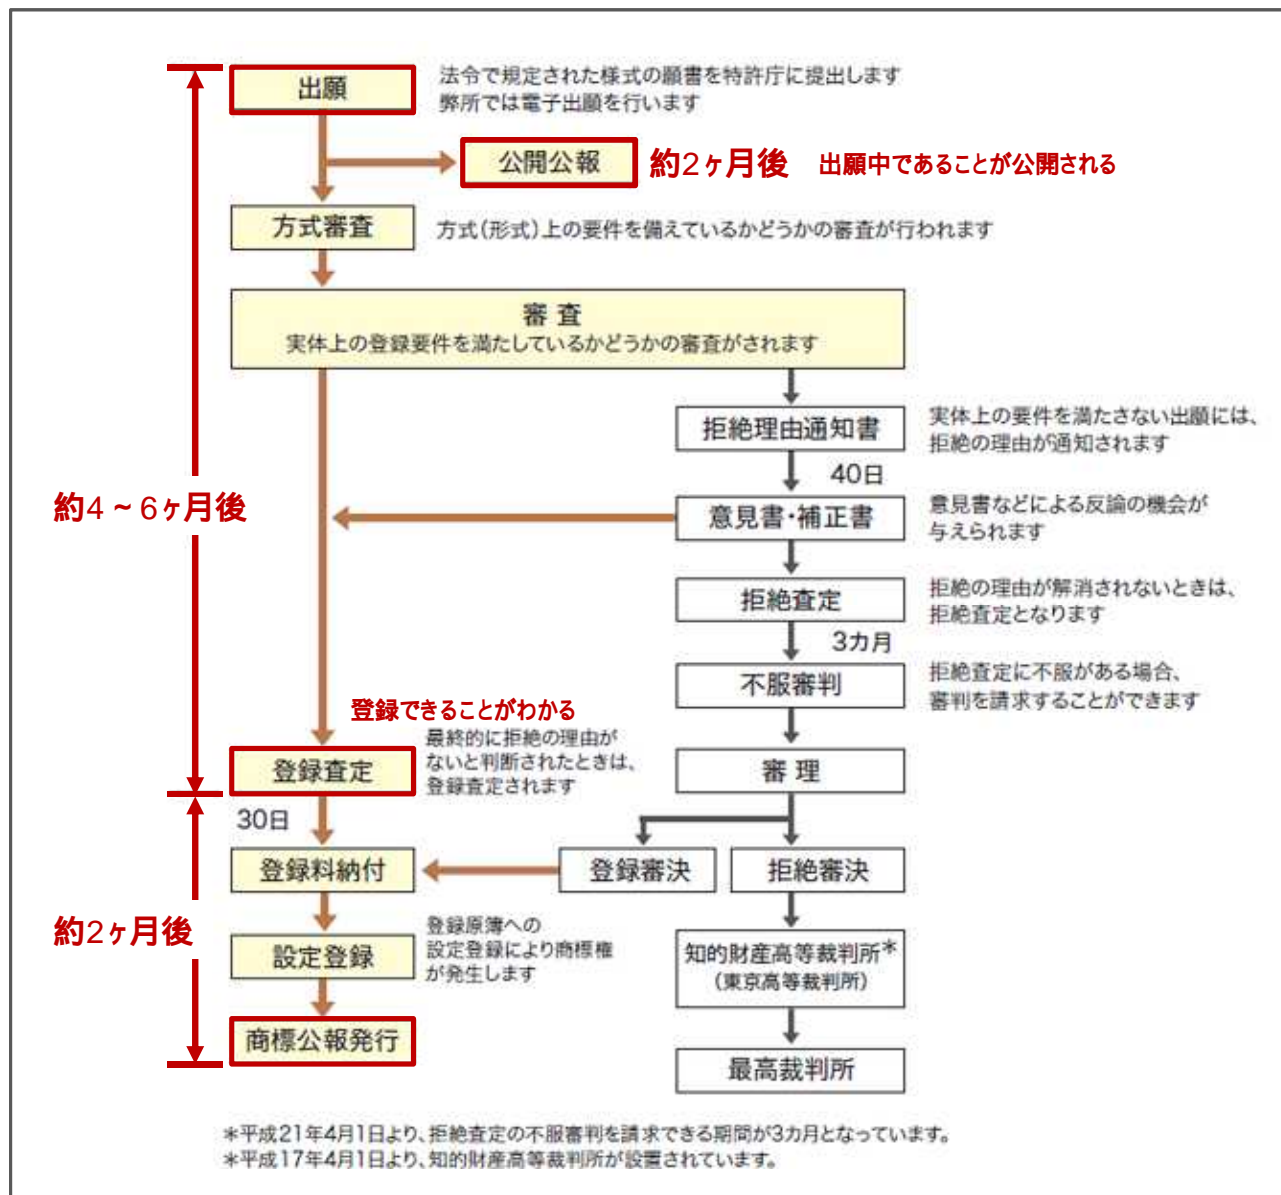 出願
法令で規定された様式の願書を特許庁に提出します
弊所では電子出願を行います
公開公報
約2ヶ月後
出願中であることが公開される
方式審査
方式(形式)上の要件を備えているかどうかの審査が行われます
審 査
実体上の登録要件を満たしているかどうかの審査がされます
拒絶理由通知書
実体上の要件を満たさない出願には、
拒絶の理由が通知されます
40日
約4~6ヶ月後
意見書・補正書
意見書などによる反論の機会が
与えられます
拒絶査定
拒絶の理由が解消されないときは、
拒絶査定となります
3カ月
不服審判
拒絶査定に不服がある場合、
審判を請求することができます
登録できることがわかる
登録査定
最終的に拒絶の理由が
ないと判断されたときは、
登録査定されます
審 理
30日
登録料納付
登録審決
拒絶審決
約2ヶ月後
設定登録
登録原簿への
設定登録により商標権
が発生します
知的財産高等裁判所*
(東京高等裁判所)
商標公報発行
最高裁判所
*平成21年4月1日より、拒絶査定の不服審判を請求できる期間が3カ月となっています。
*平成17年4月1日より、知的財産高等裁判所が設置されています。